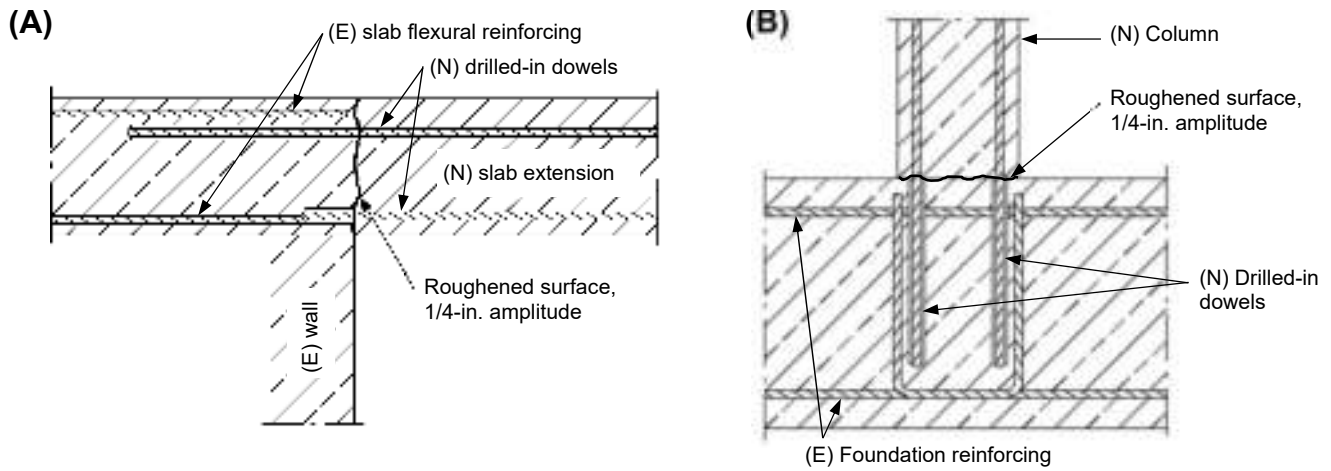 (A)
(E) slab flexural reinforcing
(N) drilled-in dowels
(N) slab extension
Roughened surface,
1/4-in. amplitude
(E) wall
(B)
(N) Column
Roughened surface,
1/4-in. amplitude
(N) Drilled-in
dowels
(E) Foundation reinforcing